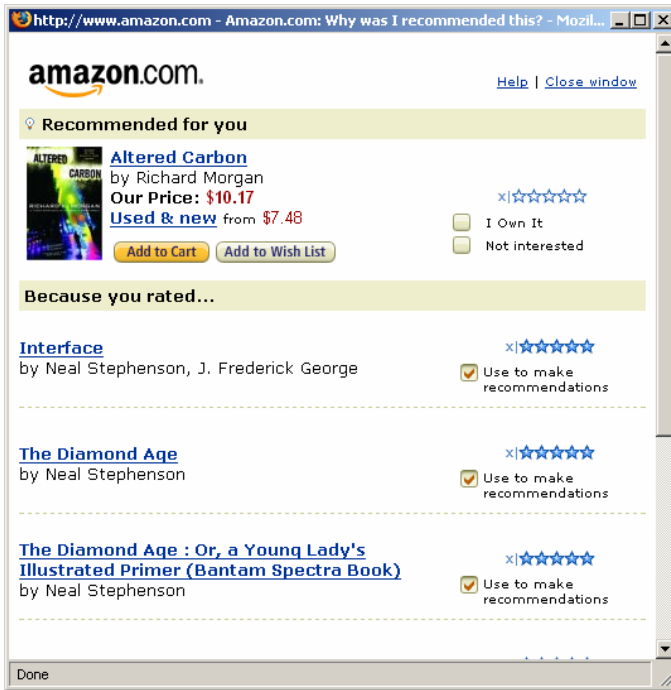 http://www.amazon.com - Amazon.com: Why was I recommended this? - Mozil...
amazon.com.
Help | Close window
Recommended for you
ALTERED
CARBON
RICHARD MORGAN
Altered Carbon
by Richard Morgan
Our Price: $10.17
Used & new from $7.48
Add to Cart Add to Wish List
x|
I Own It
Not interested
Because you rated...
Interface
by Neal Stephenson, J. Frederick George
x|
Use to make
recommendations
The Diamond Age
by Neal Stephenson
x|
Use to make
recommendations
The Diamond Age : Or, a Young Lady's
Illustrated Primer (Bantam Spectra Book)
by Neal Stephenson
x|
Use to make
recommendations
Done